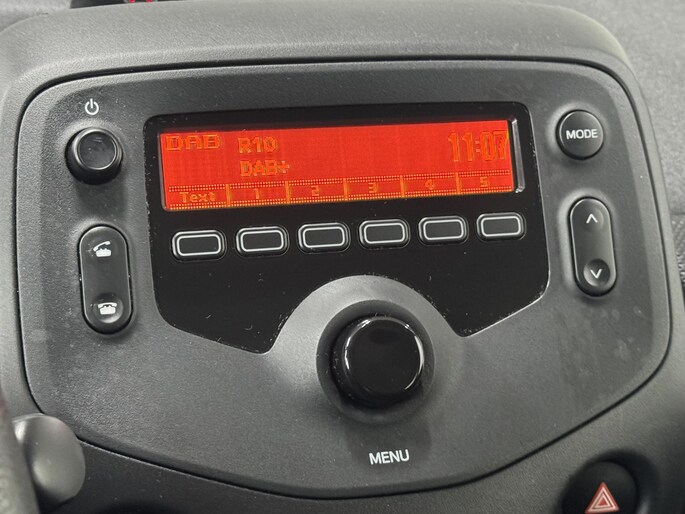 MODE
DAB R10 11:07
DAB+
Text 1 2 3 4 5
MENU